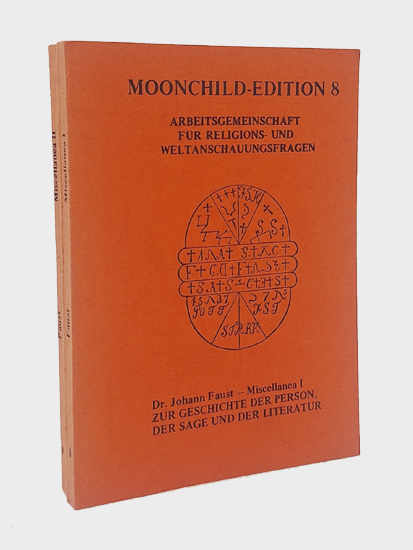 MOONCHILD-EDITION 8
ARBEITSGEMEINSCHAFT
FÜR RELIGIONS- UND
WELTANSCHAUUNGSFRAGEN
Dr. Johann Faust – Miscellanea I
ZUR GESCHICHTE DER PERSON,
DER SAGE UND DER LITERATUR
Faust Miscellanea II
Faust Miscellanea I